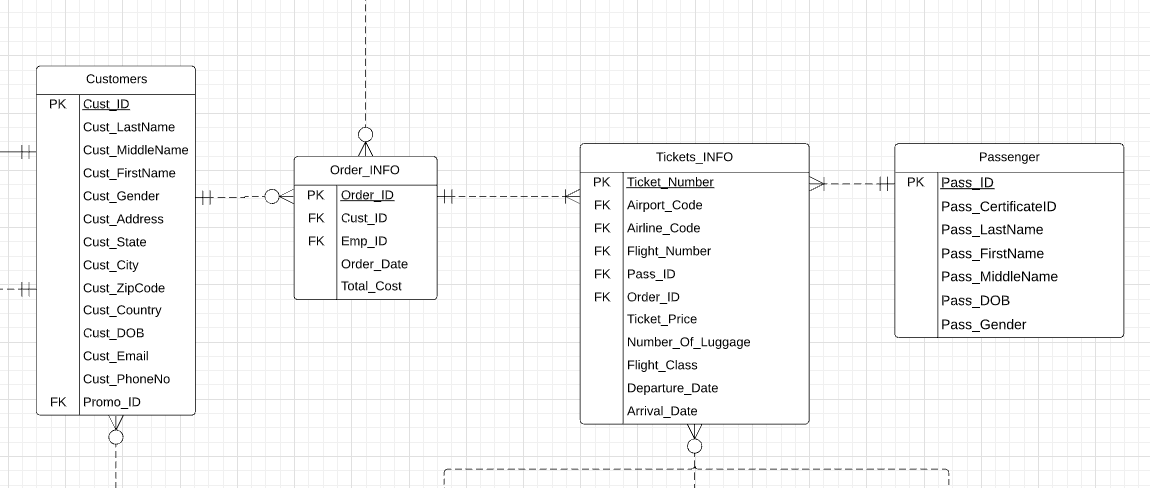 Customers
PK Cust_ID
Cust_LastName
Cust_MiddleName
Cust_FirstName
Cust_Gender
Cust_Address
Cust_State
Cust_City
Cust_ZipCode
Cust_Country
Cust_DOB
Cust_Email
Cust_PhoneNo
FK Promo_ID
Order_INFO
PK Order_ID
FK Cust_ID
FK Emp_ID
Order_Date
Total_Cost
Tickets_INFO
PK Ticket_Number
FK Airport_Code
FK Airline_Code
FK Flight_Number
FK Pass_ID
FK Order_ID
Ticket_Price
Number_Of_Luggage
Flight_Class
Departure_Date
Arrival_Date
Passenger
PK Pass_ID
Pass_CertificateID
Pass_LastName
Pass_FirstName
Pass_MiddleName
Pass_DOB
Pass_Gender